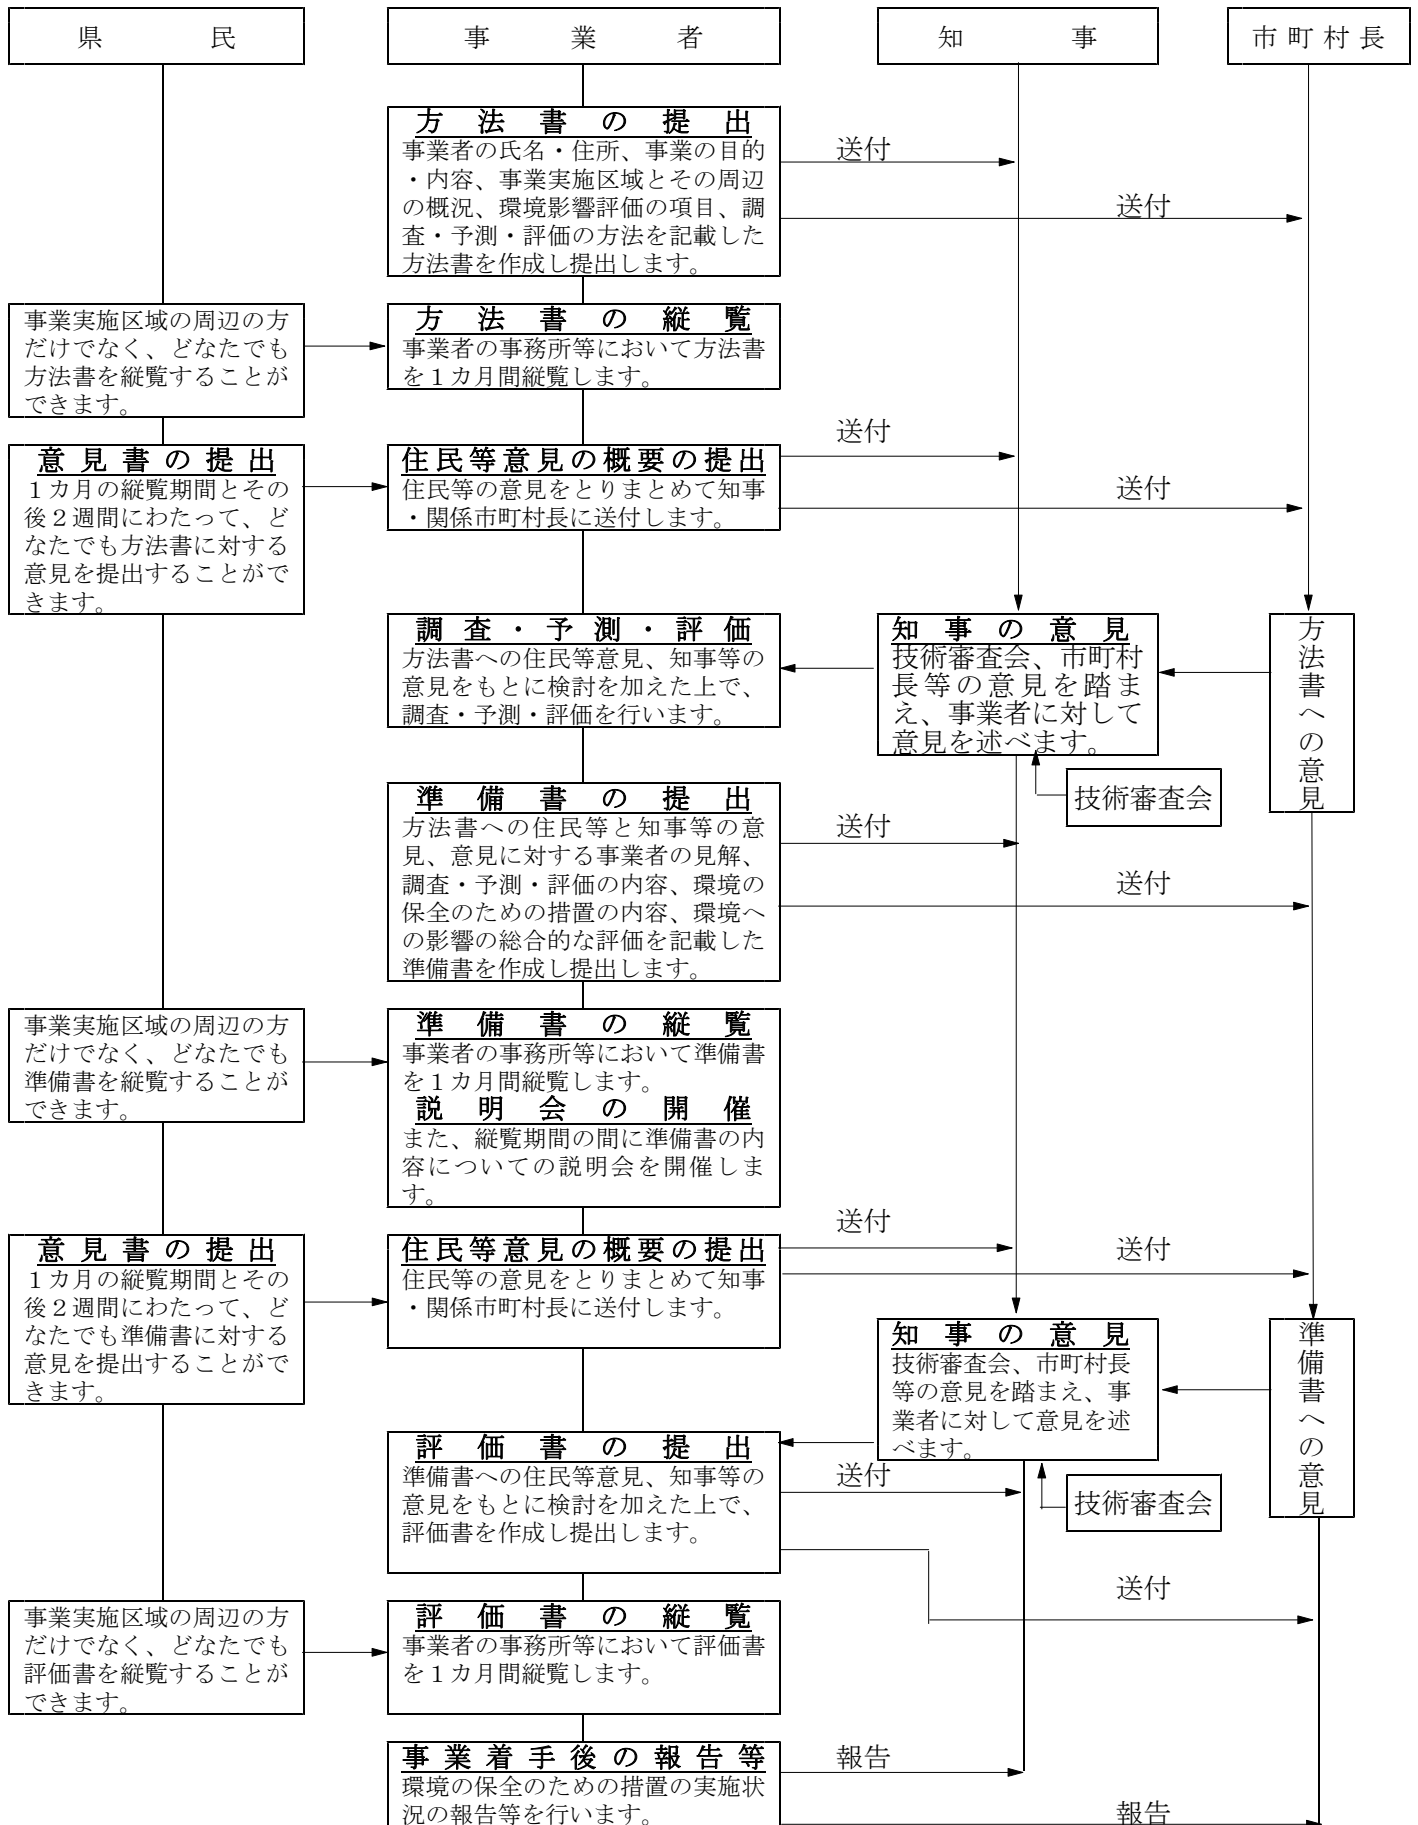 県民
事業者
知事
市町村長
方法書の提出
事業者の氏名・住所、事業の目的
・内容、事業実施区域とその周辺
の概況、環境影響評価の項目、調
査・予測・評価の方法を記載した
方法書を作成し提出します。
送付
送付
事業実施区域の周辺の方
だけでなく、どなたでも
方法書を縦覧することが
できます。
方法書の縦覧
事業者の事務所等において方法書
を１カ月間縦覧します。
意見書の提出
１カ月の縦覧期間とその
後２週間にわたって、ど
なたでも方法書に対する
意見を提出することがで
きます。
住民等意見の概要の提出
住民等の意見をとりまとめて知事
・関係市町村長に送付します。
送付
送付
調査・予測・評価
方法書への住民等意見、知事等の
意見をもとに検討を加えた上で、
調査・予測・評価を行います。
知事の意見
技術審査会、市町村
長等の意見を踏ま
え、事業者に対して
意見を述べます。
方法書への意見
技術審査会
準備書の提出
方法書への住民等と知事等の意
見、意見に対する事業者の見解、
調査・予測・評価の内容、環境の
保全のための措置の内容、環境へ
の影響の総合的な評価を記載した
準備書を作成し提出します。
送付
送付
事業実施区域の周辺の方
だけでなく、どなたでも
準備書を縦覧することが
できます。
準備書の縦覧
事業者の事務所等において準備書
を１カ月間縦覧します。
説明会の開催
また、縦覧期間の間に準備書の内
容についての説明会を開催しま
す。
意見書の提出
１カ月の縦覧期間とその
後２週間にわたって、ど
なたでも準備書に対する
意見を提出することがで
きます。
住民等意見の概要の提出
住民等の意見をとりまとめて知事
・関係市町村長に送付します。
送付
送付
知事の意見
技術審査会、市町村長
等の意見を踏まえ、事
業者に対して意見を述
べます。
準備書への意見
技術審査会
評価書の提出
準備書への住民等意見、知事等の
意見をもとに検討を加えた上で、
評価書を作成し提出します。
送付
送付
事業実施区域の周辺の方
だけでなく、どなたでも
評価書を縦覧することが
できます。
評価書の縦覧
事業者の事務所等において評価書
を１カ月間縦覧します。
事業着手後の報告等
環境の保全のための措置の実施状
況の報告等を行います。
報告
報告